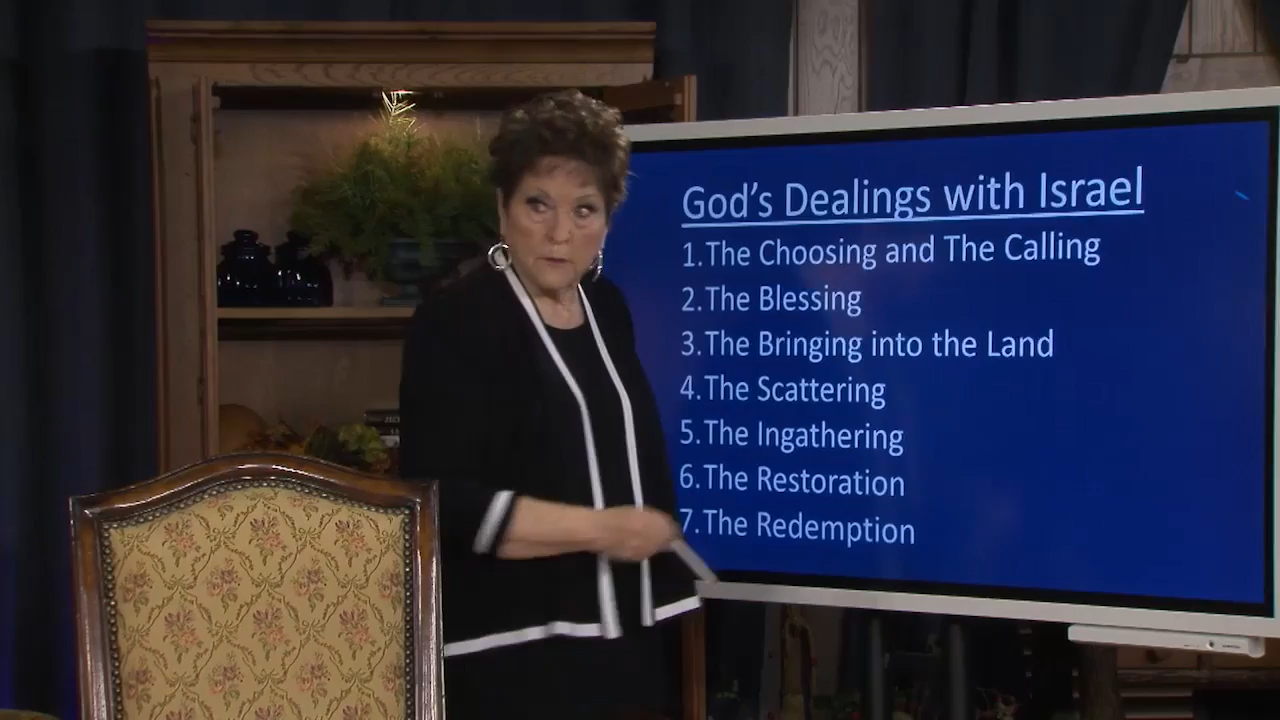 God's Dealings with Israel
1.The Choosing and The Calling
2.The Blessing
3.The Bringing into the Land
4.The Scattering
5.The Ingathering
6.The Restoration
7.The Redemption